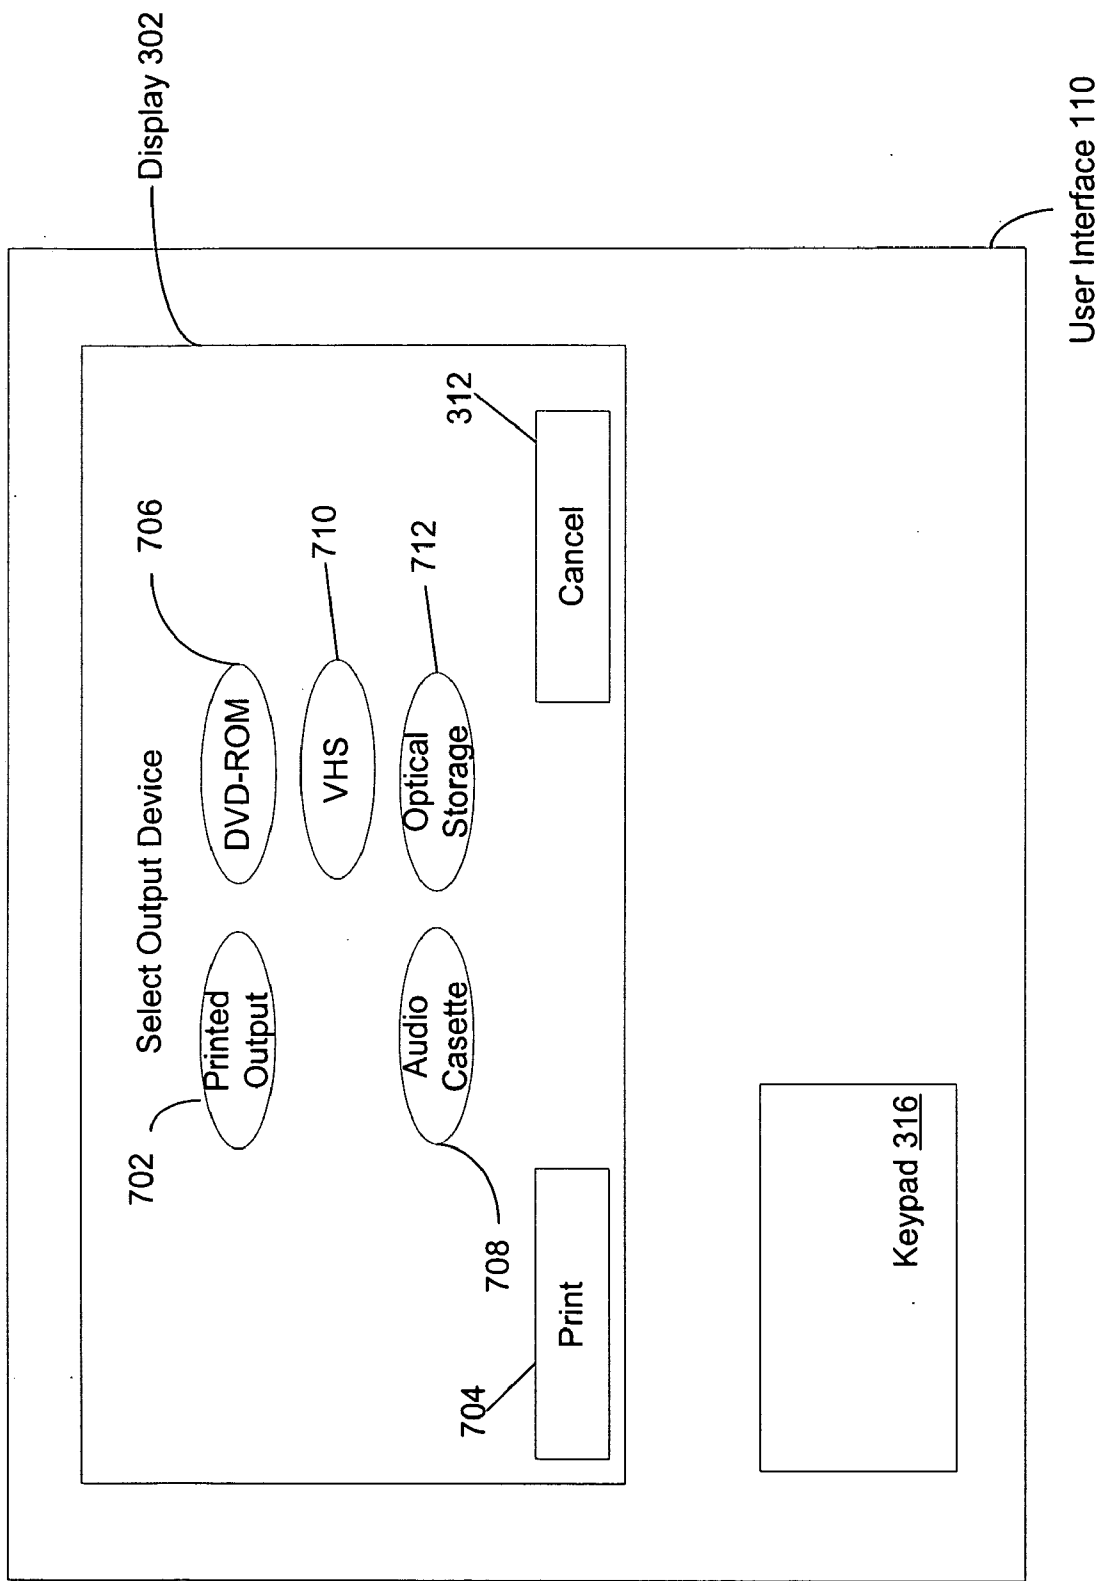 Display 302
Select Output Device
706
702
Printed
Output
DVD-ROM
710
VHS
712
Audio
Casette
Optical
Storage
708
312
704
Print
Cancel
Keypad 316
User Interface 110